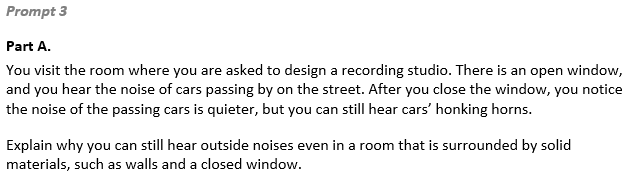 Prompt 3
Part A.
You visit the room where you are asked to design a recording studio. There is an open window,
and you hear the noise of cars passing by on the street. After you close the window, you notice
the noise of the passing cars is quieter, but you can still hear cars' honking horns.
Explain why you can still hear outside noises even in a room that is surrounded by solid
materials, such as walls and a closed window.